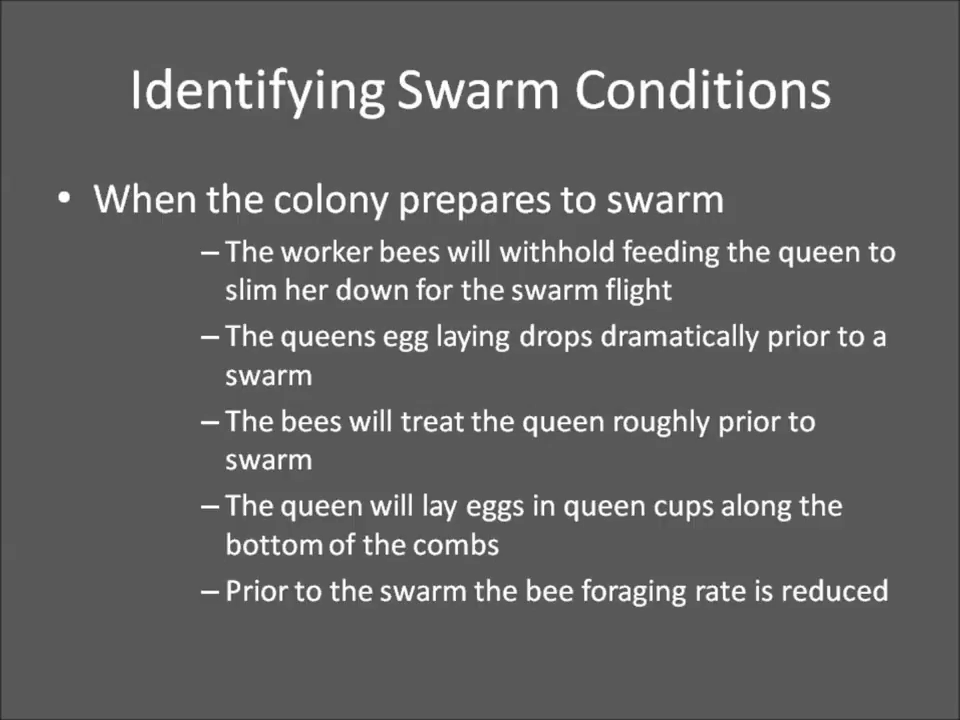 Identifying Swarm Conditions
• When the colony prepares to swarm
– The worker bees will withhold feeding the queen to
slim her down for the swarm flight
– The queens egg laying drops dramatically prior to a
swarm
– The bees will treat the queen roughly prior to
swarm
– The queen will lay eggs in queen cups along the
bottom of the combs
– Prior to the swarm the bee foraging rate is reduced